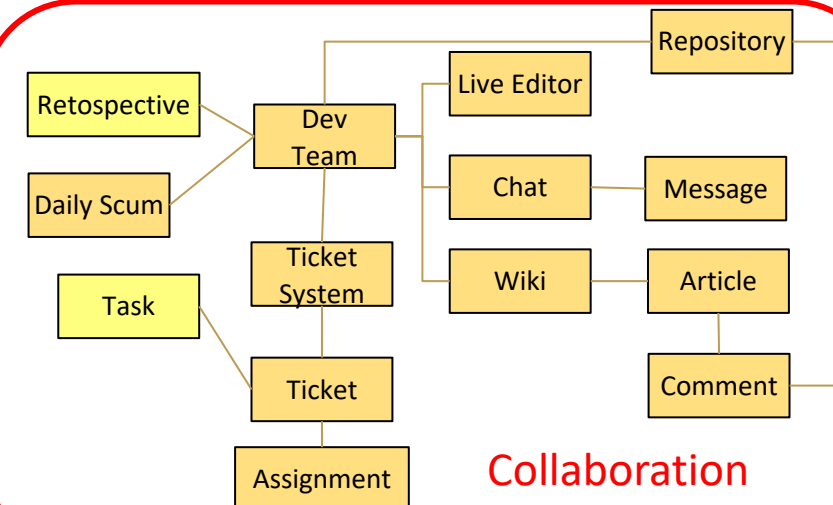 Repository
Live Editor
Retospective
Dev
Team
Chat
Message
Daily Scum
Ticket
System
Wiki
Article
Task
Ticket
Comment
Assignment
Collaboration